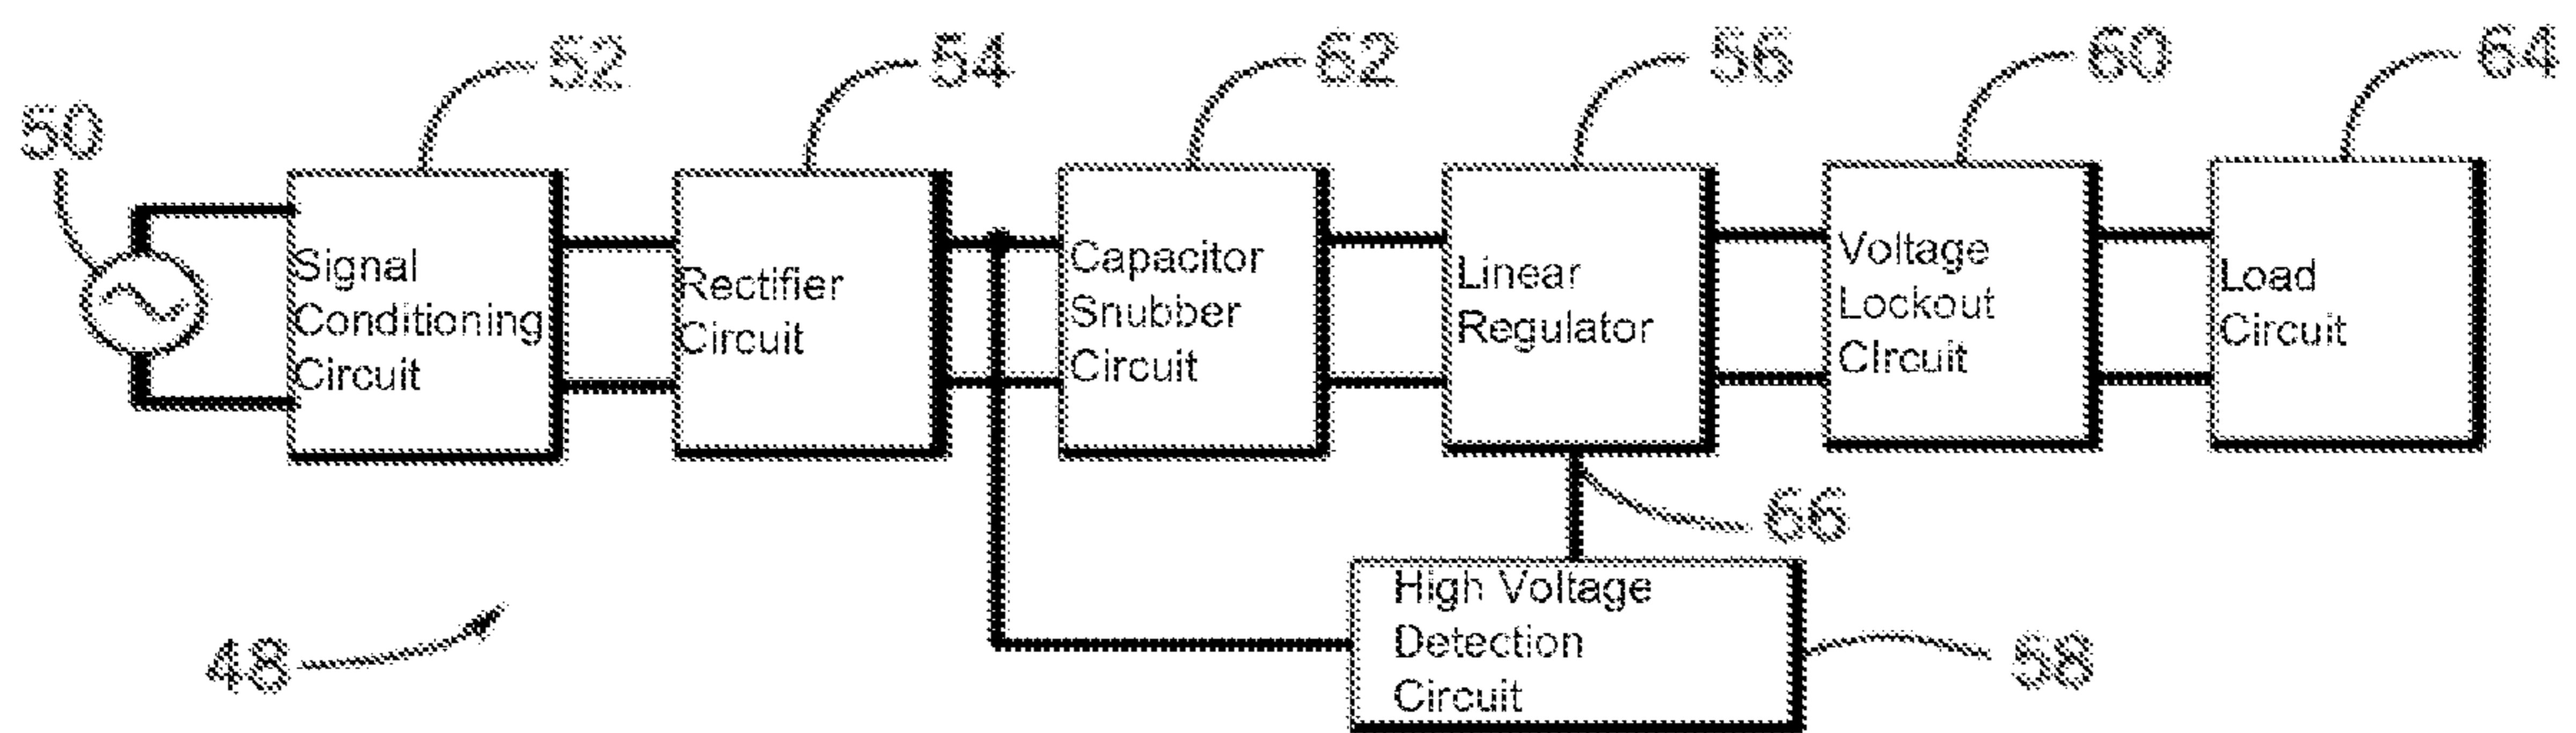 50
52
54
62
56
60
64
Signal
Conditioning
Circuit
Rectifier
Circuit
Capacitor
Snubber
Circuit
Linear
Regulator
Voltage
Lockout
CIrcuit
Load
Circuit
66
High Voltage
Detection
Circuit
58
48